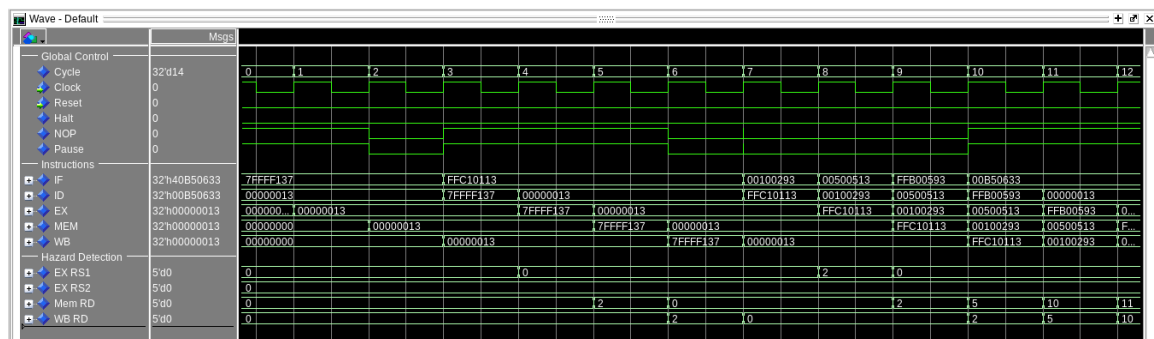 Wave - Default
Msgs
Global Control
Cycle 32'd14 0 1 2 3 4 5 6 7 8 9 10 11 12
Clock 0
Reset 0
Halt 0
NOP 0
Pause 0
Instructions
IF 32'h40B50633 7FFFF137 FFC10113 00100293 00500513 FFB00593 00B50633
ID 32'h00B50633 00000013 7FFFF137 00000013 FFC10113 00100293 00500513 FFB00593 00000013
EX 32'h00000013 000000... 00000013 7FFFF137 00000013 FFC10113 00100293 00500513 FFB00593 0...
MEM 32'h00000013 00000000 00000013 7FFFF137 00000013 FFC10113 00100293 00500513 F...
WB 32'h00000013 00000000 00000013 7FFFF137 00000013 FFC10113 00100293 0...
Hazard Detection
EX RS1 5'd0 0 0 2 0
EX RS2 5'd0 0
Mem RD 5'd0 0 2 0 2 5 10 11
WB RD 5'd0 0 2 0 2 5 10